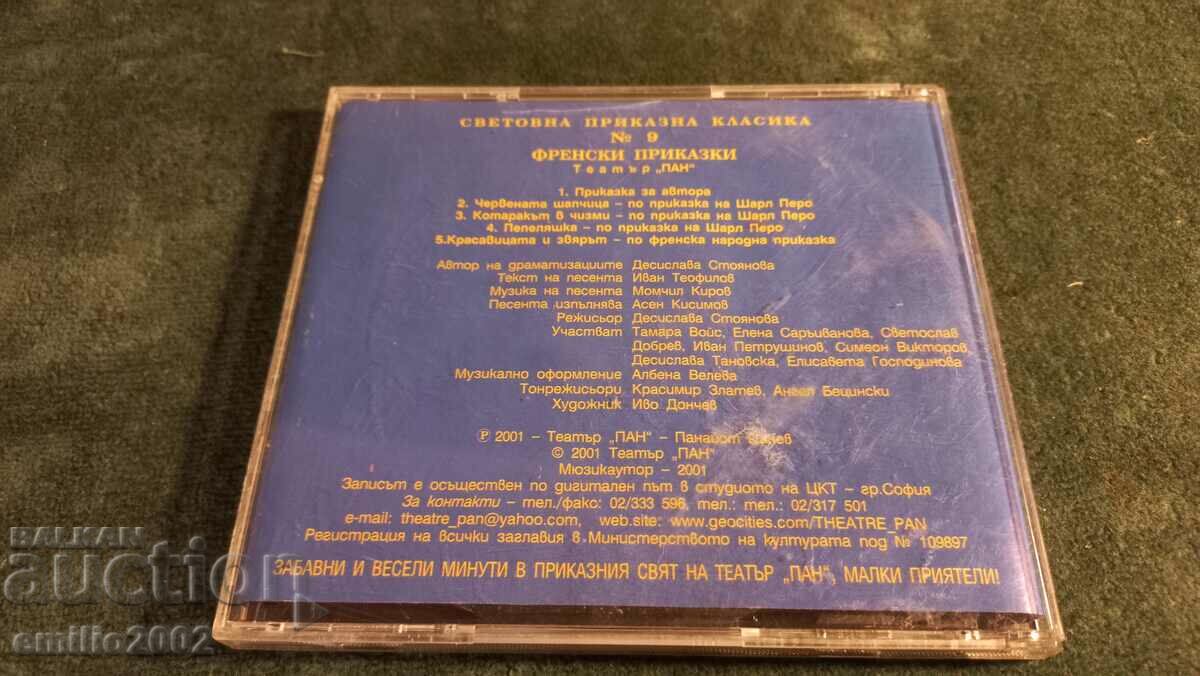 СВЕТОВНА ПРИКАЗНА КЛАСИКА
№ 9
ФРЕНСКИ ПРИКАЗКИ
Театър „ПАН“
1. Приказка за автора
2. Червената шапчица – по приказка на Шарл Перо
3. Котаракът в чизми – по приказка на Шарл Перо
4. Пепеляшка – по приказка на Шарл Перо
5.Красавицата и звярът – по френска народна приказка
Автор на драматизациите Десислава Стоянова
Текст на песента Иван Теофилов
Музика на песента Момчил Киров
Песента изпълнява Асен Кисимов
Режисьор Десислава Стоянова
Участват Тамара Войс, Елена Саръиванова, Светослав
Добрев, Иван Петрушинов, Симеон Викторов,
Десислава Тановска, Елисавета Господинова
Музикално оформление Албена Велева
Тонрежисьори Красимир Златев, Ангел Бецински
Художник Иво Дончев
℗ 2001 – Театър „ПАН“ – Панайот
© 2001 Театър „ПАН“
Мюзикаутор – 2001
Записът е осъществен по дигитален път в студиото на ЦКТ – гр.София
За контакти – тел./факс: 02/333 596, тел.: тел.: 02/317 501
e-mail: theatre_pan@yahoo.com, web.site: www.geocities.com/THEATRE_PAN
Регистрация на всички заглавия в Министерството на културата под № 109897
ЗАБАВНИ И ВЕСЕЛИ МИНУТИ В ПРИКАЗНИЯ СВЯТ НА ТЕАТЪР „ПАН“, МАЛКИ ПРИЯТЕЛИ!
BALKAN
auction
emilio2002